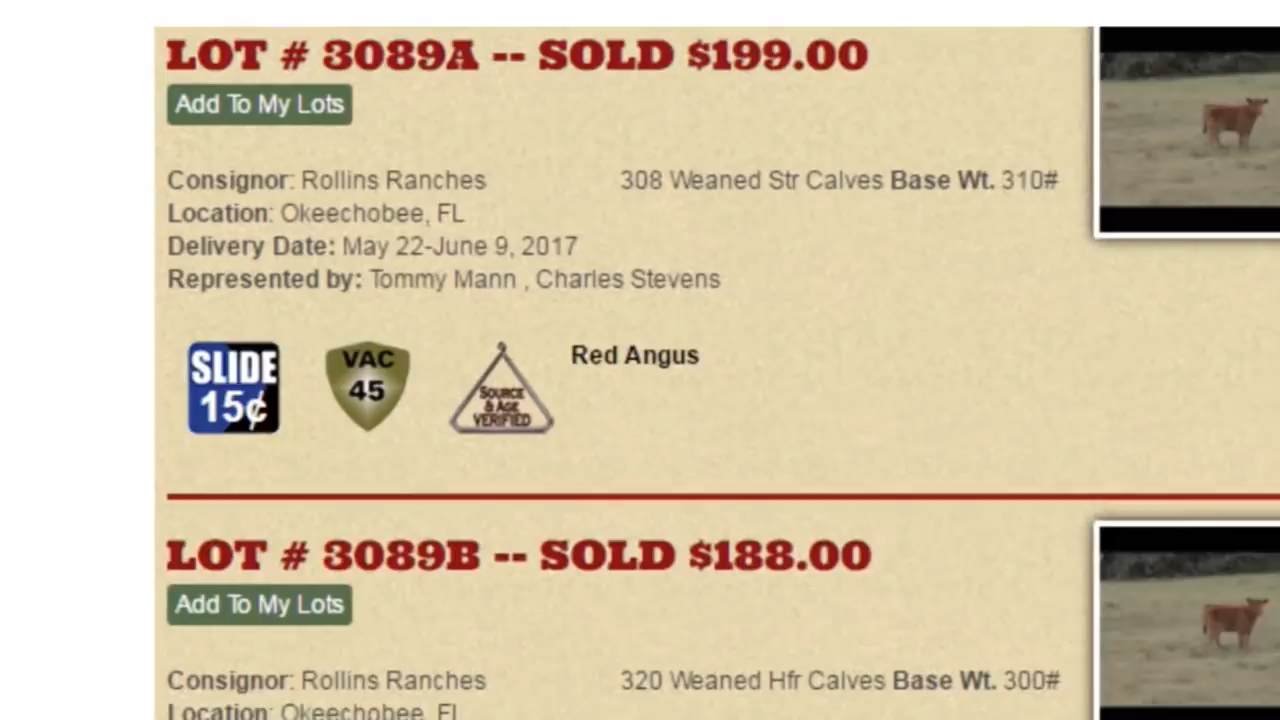 LOT # 3089A -- SOLD $199.00
Add To My Lots
Consignor: Rollins Ranches 308 Weaned Str Calves Base Wt. 310#
Location: Okeechobee, FL
Delivery Date: May 22-June 9, 2017
Represented by: Tommy Mann , Charles Stevens
SLIDE
15¢
VAC
45
SOURCE
& AGE
VERIFIED
Red Angus
LOT # 3089B -- SOLD $188.00
Add To My Lots
Consignor: Rollins Ranches 320 Weaned Hfr Calves Base Wt. 300#
Location: Okeechobee, FL